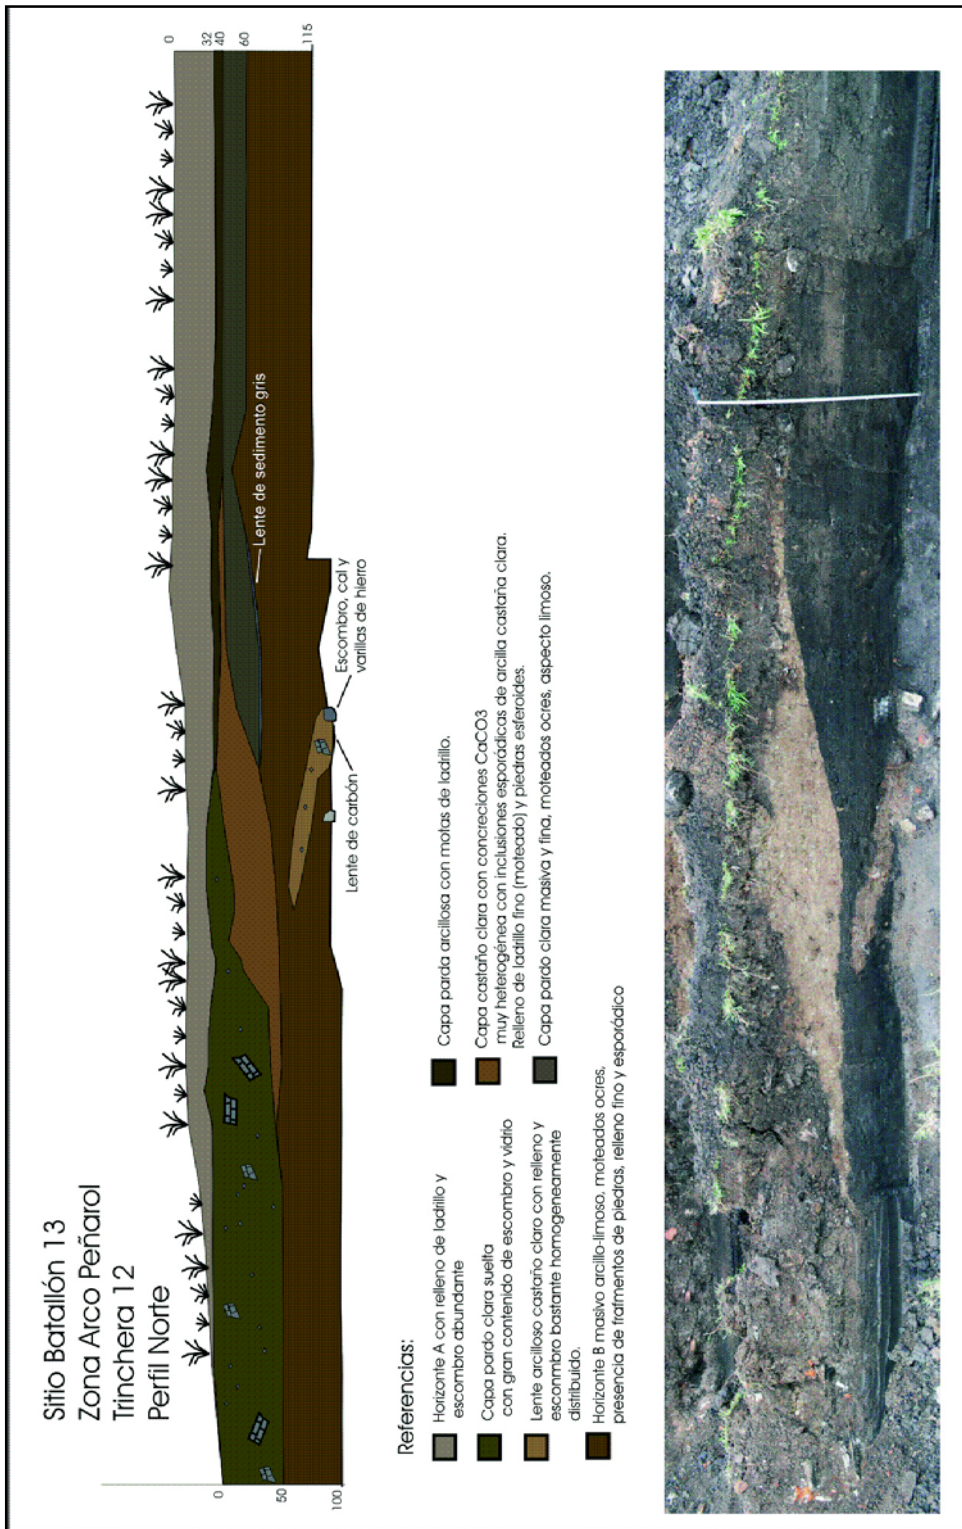 Sitio Batallón 13
Zona Arco Peñarol
Trinchera 12
Perfil Norte
0
50
100
0
32
40
60
115
Lente de sedimento gris
Escombro, cal y
varillas de hierro
Lente de carbón
Referencias:
Horizonte A con relleno de ladrillo y
escombro abundante
Capa pardo clara suelta
con gran contenido de escombro y vidrio
Lente arcilloso castaño claro con relleno y
esconmbro bastante homogeneamente
distribuido.
Horizonte B masivo arcillo-limoso, moteados ocres,
presencia de frafmentos de piedras, relleno fino y esporádico
Capa parda arcillosa con motas de ladrillo.
Capa castaño clara con concreciones CaCO3
muy heterogénea con inclusiones esporádicas de arcilla castaña clara.
Relleno de ladrillo fino (moteado) y piedras esferoides.
Capa pardo clara masiva y fina, moteados ocres, aspecto limoso.